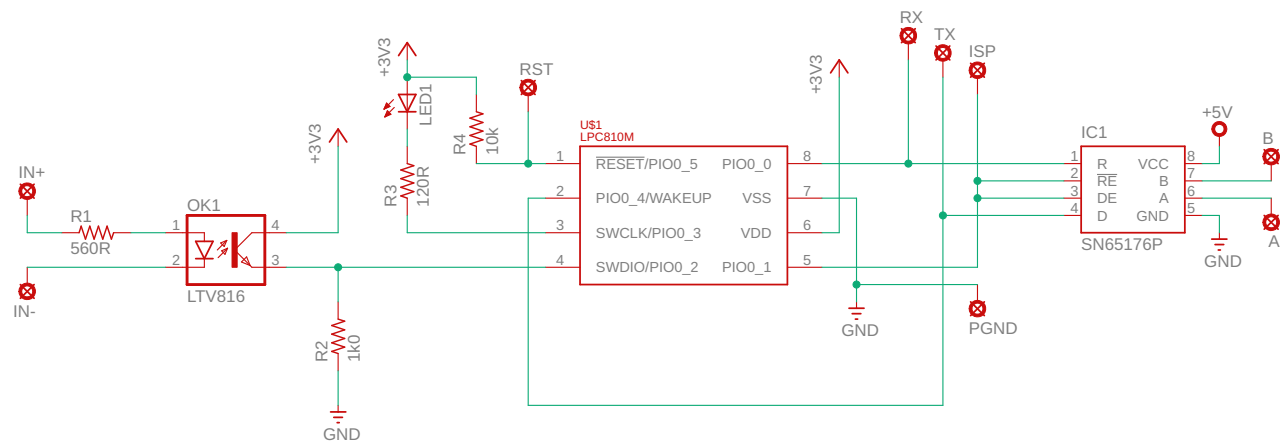 RX
TX
ISP
+3V3
+3V3
RST
LED1
R4
10k
+3V3
U$1
LPC810M
+5V
IC1
B
1
RESET/PIO0_5
PIO0_0
8
1
R
VCC
8
2
RE
B
7
IN+
R3
120R
2
PIO0_4/WAKEUP
VSS
7
3
DE
A
6
R1
OK1
4
D
GND
5
560R
1
4
3
SWCLK/PIO0_3
VDD
6
SN65176P
A
2
3
4
SWDIO/PIO0_2
PIO0_1
5
GND
LTV816
IN-
GND
PGND
R2
1k0
GND